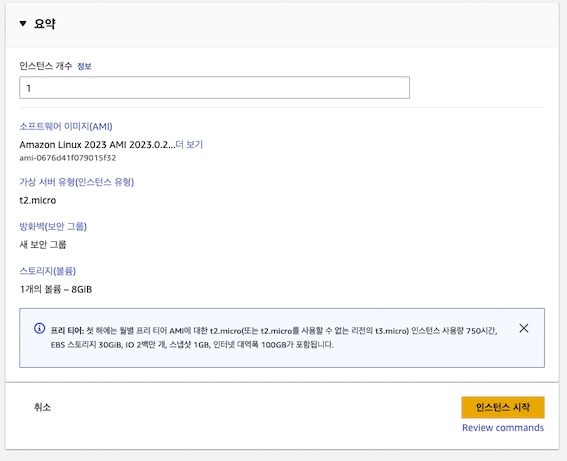 요약
인스턴스 개수 정보
1
소프트웨어 이미지(AMI)
Amazon Linux 2023 AMI 2023.0.2...더 보기
ami-0676d41f079015f32
가상 서버 유형(인스턴스 유형)
t2.micro
방화벽(보안 그룹)
새 보안 그룹
스토리지(볼륨)
1개의 볼륨 – 8GiB
프리 티어: 첫 해에는 월별 프리 티어 AMI에 대한 t2.micro(또는 t2.micro를 사용할 수 없는 리전의 t3.micro) 인스턴스 사용량 750시간,
EBS 스토리지 30GiB, IO 2백만 개, 스냅샷 1GB, 인터넷 대역폭 100GB가 포함됩니다.
취소
인스턴스 시작
Review commands